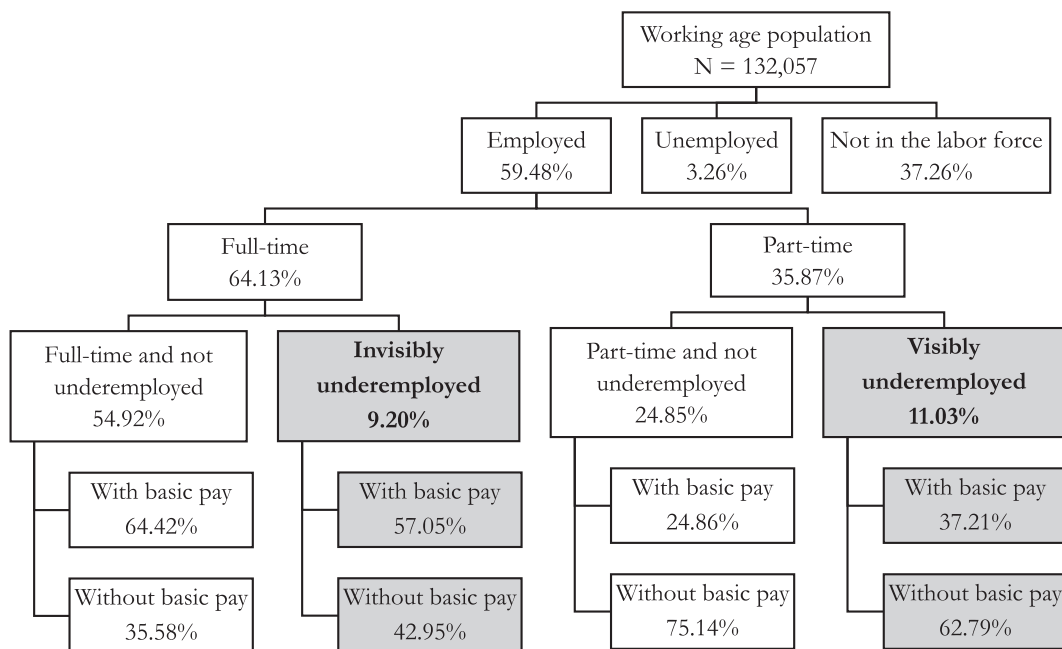 Working age population
N = 132,057
Employed
59.48%
Unemployed
3.26%
Not in the labor force
37.26%
Full-time
64.13%
Part-time
35.87%
Full-time and not
underemployed
54.92%
Invisibly
underemployed
9.20%
Part-time and not
underemployed
24.85%
Visibly
underemployed
11.03%
With basic pay
64.42%
With basic pay
57.05%
With basic pay
24.86%
With basic pay
37.21%
Without basic pay
35.58%
Without basic pay
42.95%
Without basic pay
75.14%
Without basic pay
62.79%